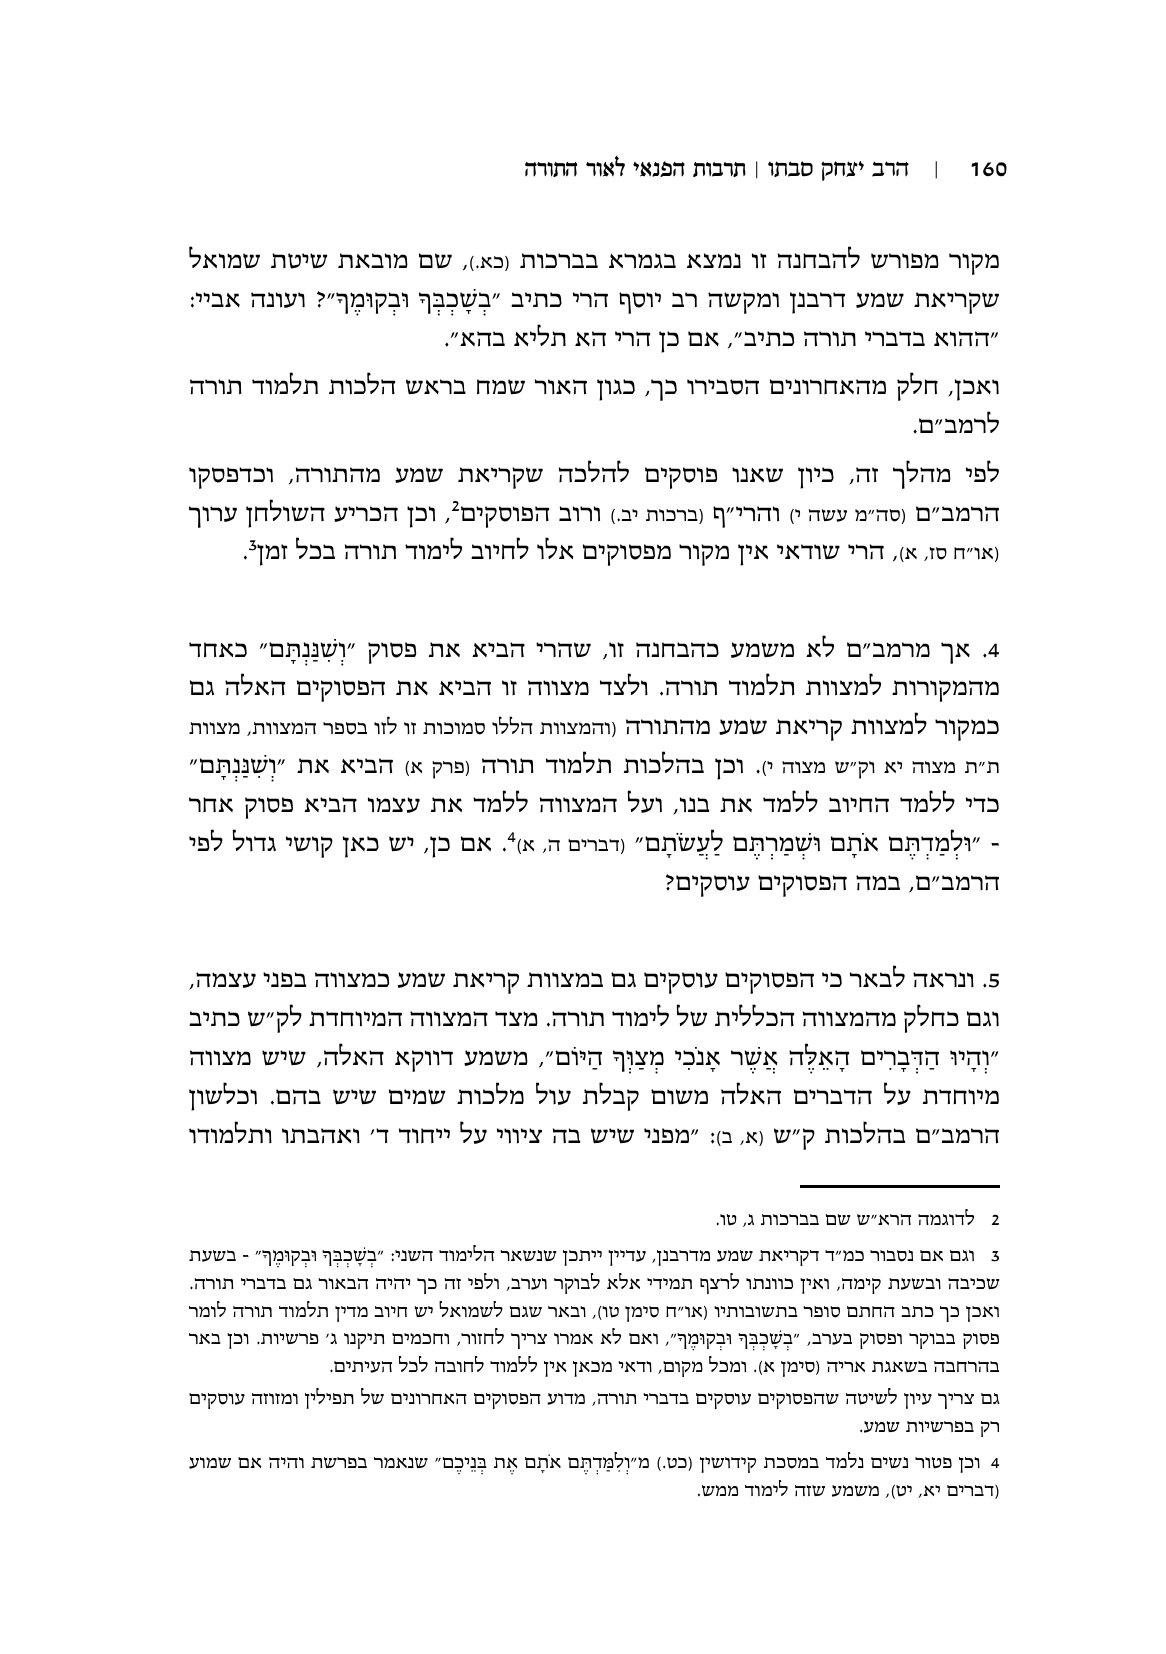 160 | הרב יצחק סבתו | תרבות הפנאי לאור התורה
מקור מפורש להבחנה זו נמצא בגמרא בברכות (כא.), שם מובאת שיטת שמואל
שקריאת שמע דרבנן ומקשה רב יוסף הרי כתיב ״בְשָׁכְבְּךָ וּבְקוּמֶךָ״? ועונה אביי:
״ההוא בדברי תורה כתיב״, אם כן הרי הא תליא בהא״.
ואכן, חלק מהאחרונים הסבירו כך, כגון האור שמח בראש הלכות תלמוד תורה
לרמב״ם.
לפי מהלך זה, כיון שאנו פוסקים להלכה שקריאת שמע מהתורה, וכדפסקו
הרמב״ם (סה״מ עשה י) והרי״ף (ברכות יב.) ורוב הפוסקים2, וכן הכריע השולחן ערוך
(או״ח סז, א), הרי שודאי אין מקור מפסוקים אלו לחיוב לימוד תורה בכל זמן3.
4. אך מרמב״ם לא משמע כהבחנה זו, שהרי הביא את פסוק ״וְשִׁנַּנְתָּם״ כאחד
מהמקורות למצוות תלמוד תורה. ולצד מצווה זו הביא את הפסוקים האלה גם
כמקור למצוות קריאת שמע מהתורה (והמצוות הללו סמוכות זו לזו בספר המצוות, מצוות
ת״ת מצוה יא וק״ש מצוה י). וכן בהלכות תלמוד תורה (פרק א) הביא את ״וְשִׁנַּנְתָּם״
כדי ללמד החיוב ללמד את בנו, ועל המצווה ללמד את עצמו הביא פסוק אחר
- ״וּלְמַדְתֶּם אֹתָם וּשְׁמַרְתֶּם לַעֲשֹׂתָם״ (דברים ה, א)4. אם כן, יש כאן קושי גדול לפי
הרמב״ם, במה הפסוקים עוסקים?
5. ונראה לבאר כי הפסוקים עוסקים גם במצוות קריאת שמע כמצווה בפני עצמה,
וגם כחלק מהמצווה הכללית של לימוד תורה. מצד המצווה המיוחדת לק״ש כתיב
״וְהָיוּ הַדְּבָרִים הָאֵלֶּה אֲשֶׁר אָנֹכִי מְצַוְּךָ הַיּוֹם״, משמע דווקא האלה, שיש מצווה
מיוחדת על הדברים האלה משום קבלת עול מלכות שמים שיש בהם. וכלשון
הרמב״ם בהלכות ק״ש (א, ב): ״מפני שיש בה ציווי על ייחוד ד׳ ואהבתו ותלמודו
2 לדוגמה הרא״ש שם בברכות ג, טו.
3 וגם אם נסבור כמ״ד דקריאת שמע מדרבנן, עדיין ייתכן שנשאר הלימוד השני: ״בְשָׁכְבְּךָ וּבְקוּמֶךָ״ - בשעת
שכיבה ובשעת קימה, ואין כוונתו לרצף תמידי אלא לבוקר וערב, ולפי זה כך יהיה הבאור גם בדברי תורה.
ואכן כך כתב החתם סופר בתשובותיו (או״ח סימן טו), ובאר שגם לשמואל יש חיוב מדין תלמוד תורה לומר
פסוק בבוקר ופסוק בערב, ״בְשָׁכְבְּךָ וּבְקוּמֶךָ״, ואם לא אמרו צריך לחזור, וחכמים תיקנו ג׳ פרשיות. וכן באר
בהרחבה בשאגת אריה (סימן א). ומכל מקום, ודאי מכאן אין ללמוד לחובה לכל העיתים.
גם צריך עיון לשיטה שהפסוקים עוסקים בדברי תורה, מדוע הפסוקים האחרונים של תפילין ומזוזה עוסקים
רק בפרשיות שמע.
4 וכן פטור נשים נלמד במסכת קידושין (כט.) מ״וְלִמַּדְתֶּם אֹתָם אֶת בְּנֵיכֶם״ שנאמר בפרשת והיה אם שמוע
(דברים יא, יט), משמע שזה לימוד ממש.